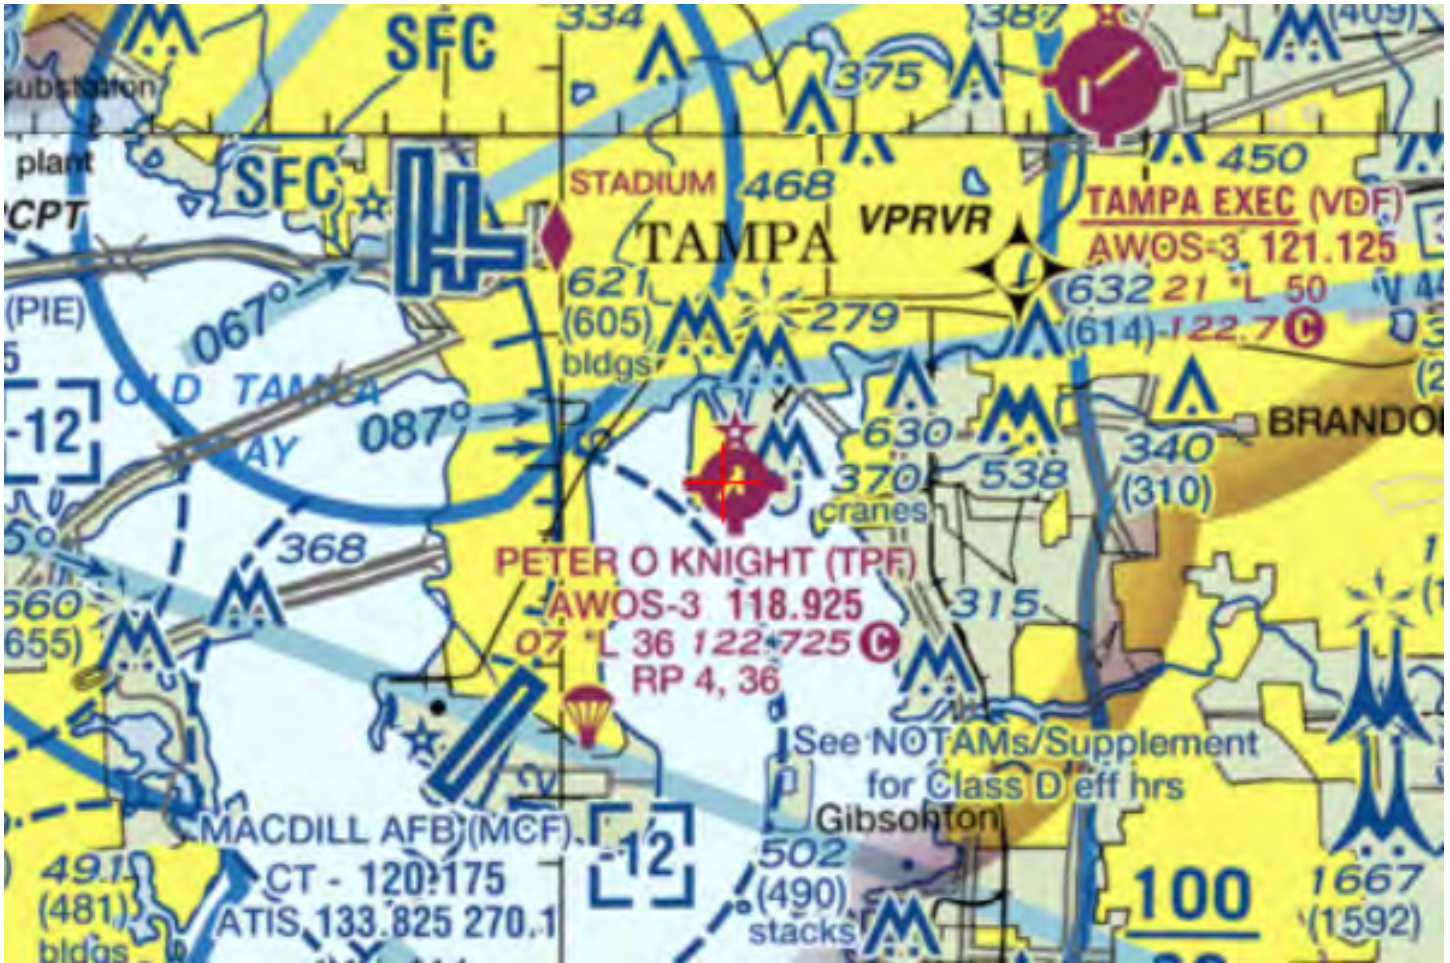 334
SFC
387
(409)
375
substation
plant
SFC
STADIUM
468
450
TAMPA EXEC (VDF)
TAMPA
VPRVR
AWOS-3 121.125
621
632 21 *L 50
(605)
279
(614) 122.7 C
bldgs
(PIE)
067°
OLD TAMPA
BAY
087°
-12
630
538
340
(310)
BRANDO
370
cranes
368
PETER O KNIGHT (TPF)
AWOS-3 118.925
07 *L 36 122.725 C
RP 4, 36
315
660
(655)
See NOTAMs/Supplement
for Class D eff hrs
Gibsonton
MACDILL AFB (MCF)
CT - 120.175
ATIS 133.825 270.1
-12
502
(490)
stacks
491
(481)
bldgs
100
1667
(1592)